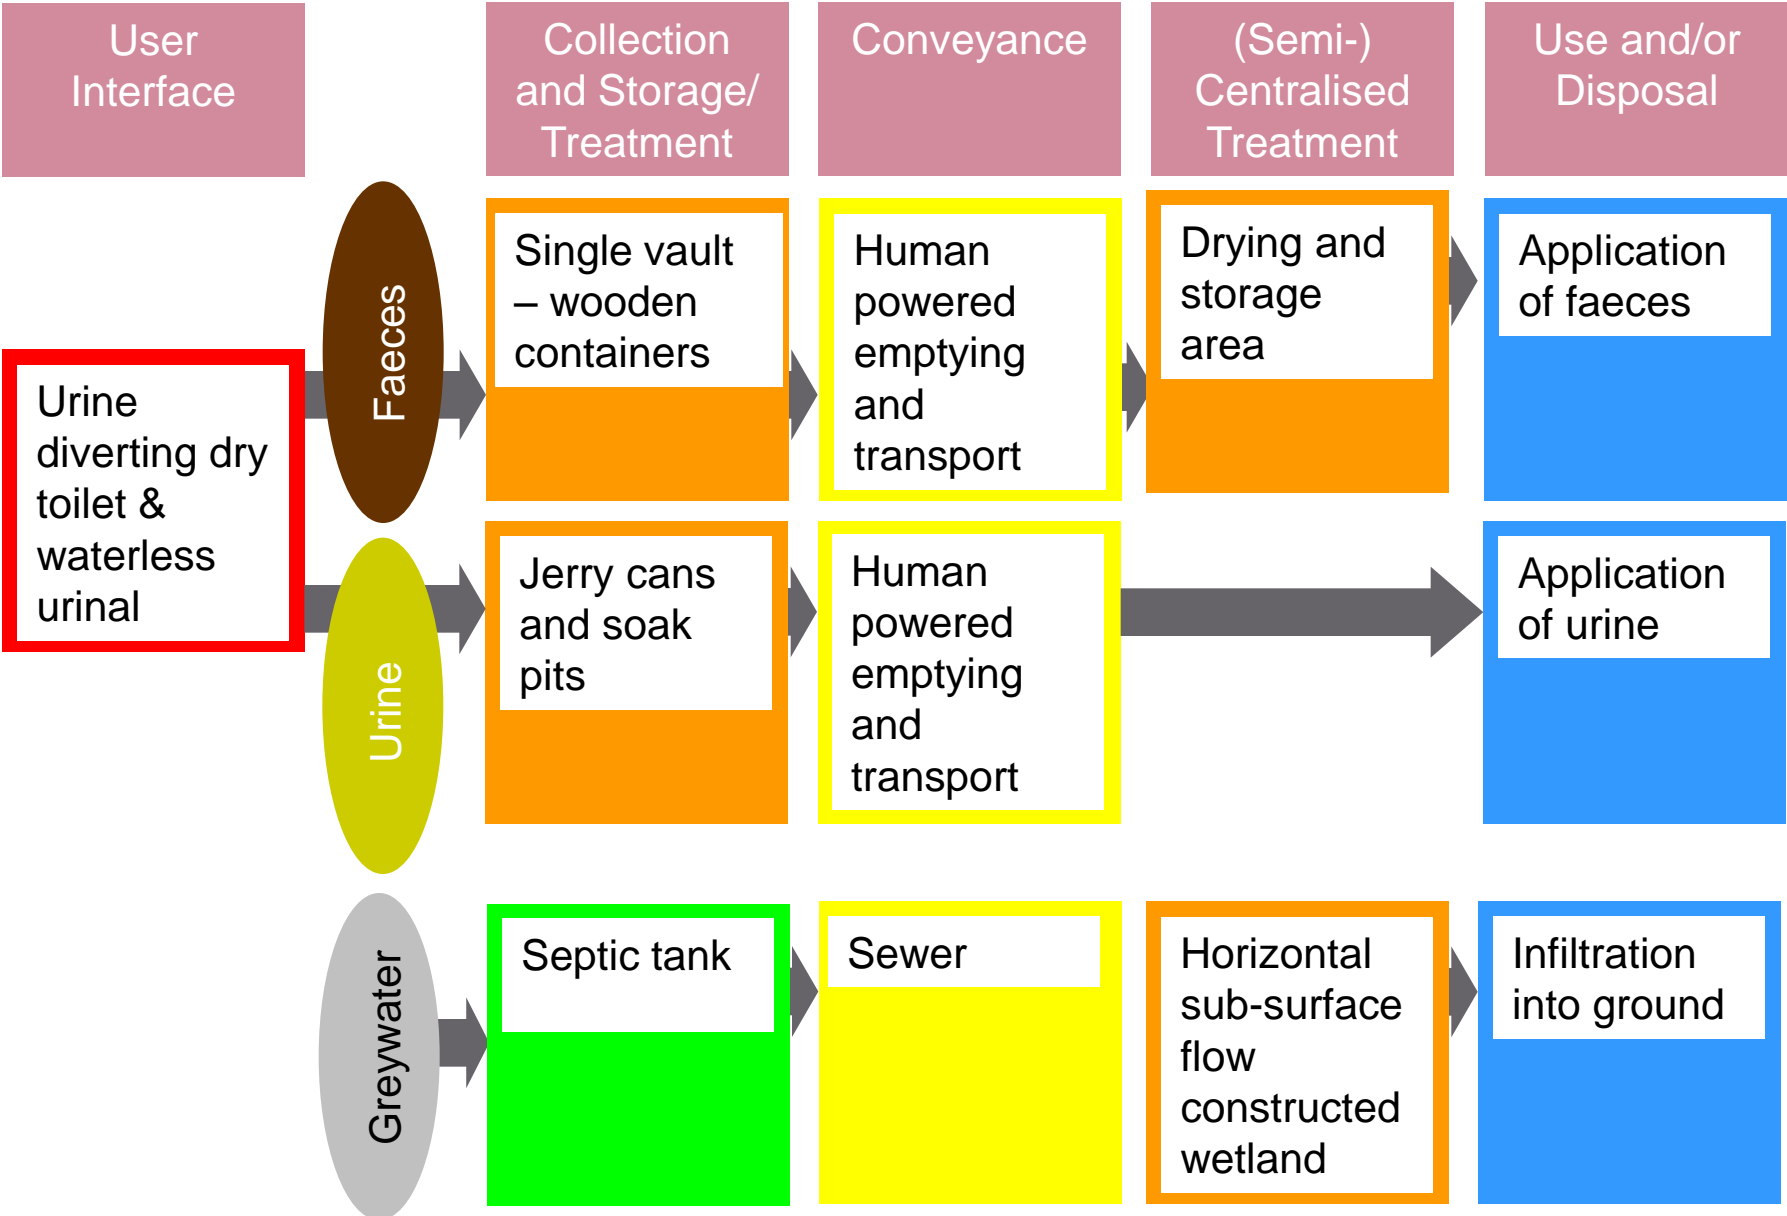 User
Interface
Collection
and Storage/
Treatment
Conveyance
(Semi-)
Centralised
Treatment
Use and/or
Disposal
Urine
diverting dry
toilet &
waterless
urinal
Faeces
Single vault
– wooden
containers
Human
powered
emptying
and
transport
Drying and
storage
area
Application
of faeces
Urine
Jerry cans
and soak
pits
Human
powered
emptying
and
transport
Application
of urine
Greywater
Septic tank
Sewer
Horizontal
sub-surface
flow
constructed
wetland
Infiltration
into ground